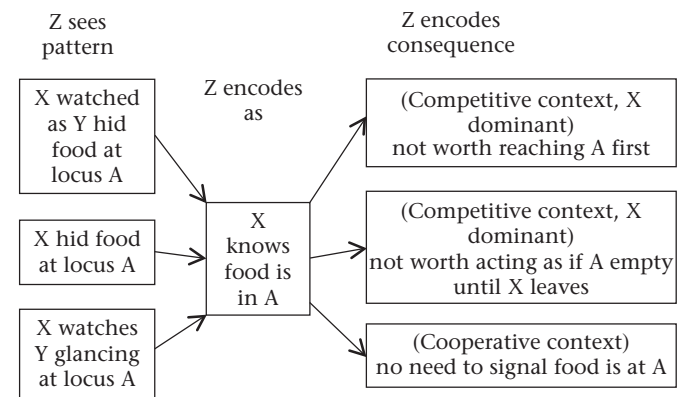 Z sees
pattern
X watched
as Y hid
food at
locus A
X hid food
at locus A
X watches
Y glancing
at locus A
Z encodes
as
X
knows
food is
in A
Z encodes
consequence
(Competitive context, X
dominant)
not worth reaching A first
(Competitive context, X
dominant)
not worth acting as if A empty
until X leaves
(Cooperative context)
no need to signal food is at A